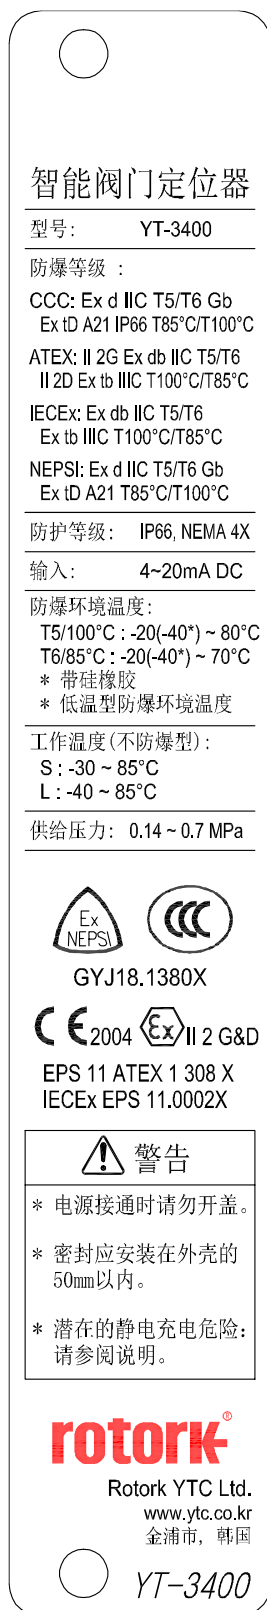 智能阀门定位器
型号: YT-3400
防爆等级 :
CCC: Ex d IIC T5/T6 Gb
Ex tD A21 IP66 T85°C/T100°C
ATEX: II 2G Ex db IIC T5/T6
II 2D Ex tb IIIC T100°C/T85°C
IECEx: Ex db IIC T5/T6
Ex tb IIIC T100°C/T85°C
NEPSI: Ex d IIC T5/T6 Gb
Ex tD A21 T85°C/T100°C
防护等级: IP66, NEMA 4X
输入: 4~20mA DC
防爆环境温度:
T5/100°C : -20(-40*) ~ 80°C
T6/85°C : -20(-40*) ~ 70°C
* 带硅橡胶
* 低温型防爆环境温度
工作温度(不防爆型):
S : -30 ~ 85°C
L : -40 ~ 85°C
供给压力: 0.14 ~ 0.7 MPa
Ex
NEPSI
CCC
GYJ18.1380X
CE 2004 Ex II 2 G&D
EPS 11 ATEX 1 308 X
IECEx EPS 11.0002X
警告
* 电源接通时请勿开盖。
* 密封应安装在外壳的
50mm以内。
* 潜在的静电充电危险:
请参阅说明。
rotork®
Rotork YTC Ltd.
www.ytc.co.kr
金浦市, 韩国
YT-3400